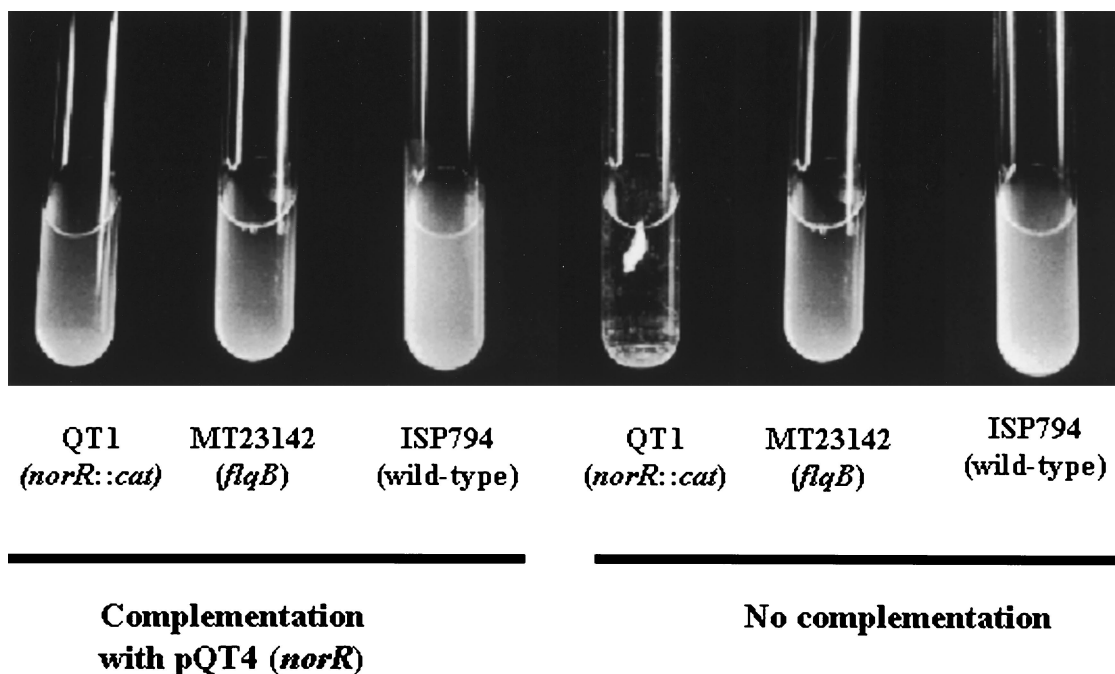 QT1
(norR::cat)
MT23142
(flqB)
ISP794
(wild-type)
QT1
(norR::cat)
MT23142
(flqB)
ISP794
(wild-type)
Complementation
with pQT4 (norR)
No complementation